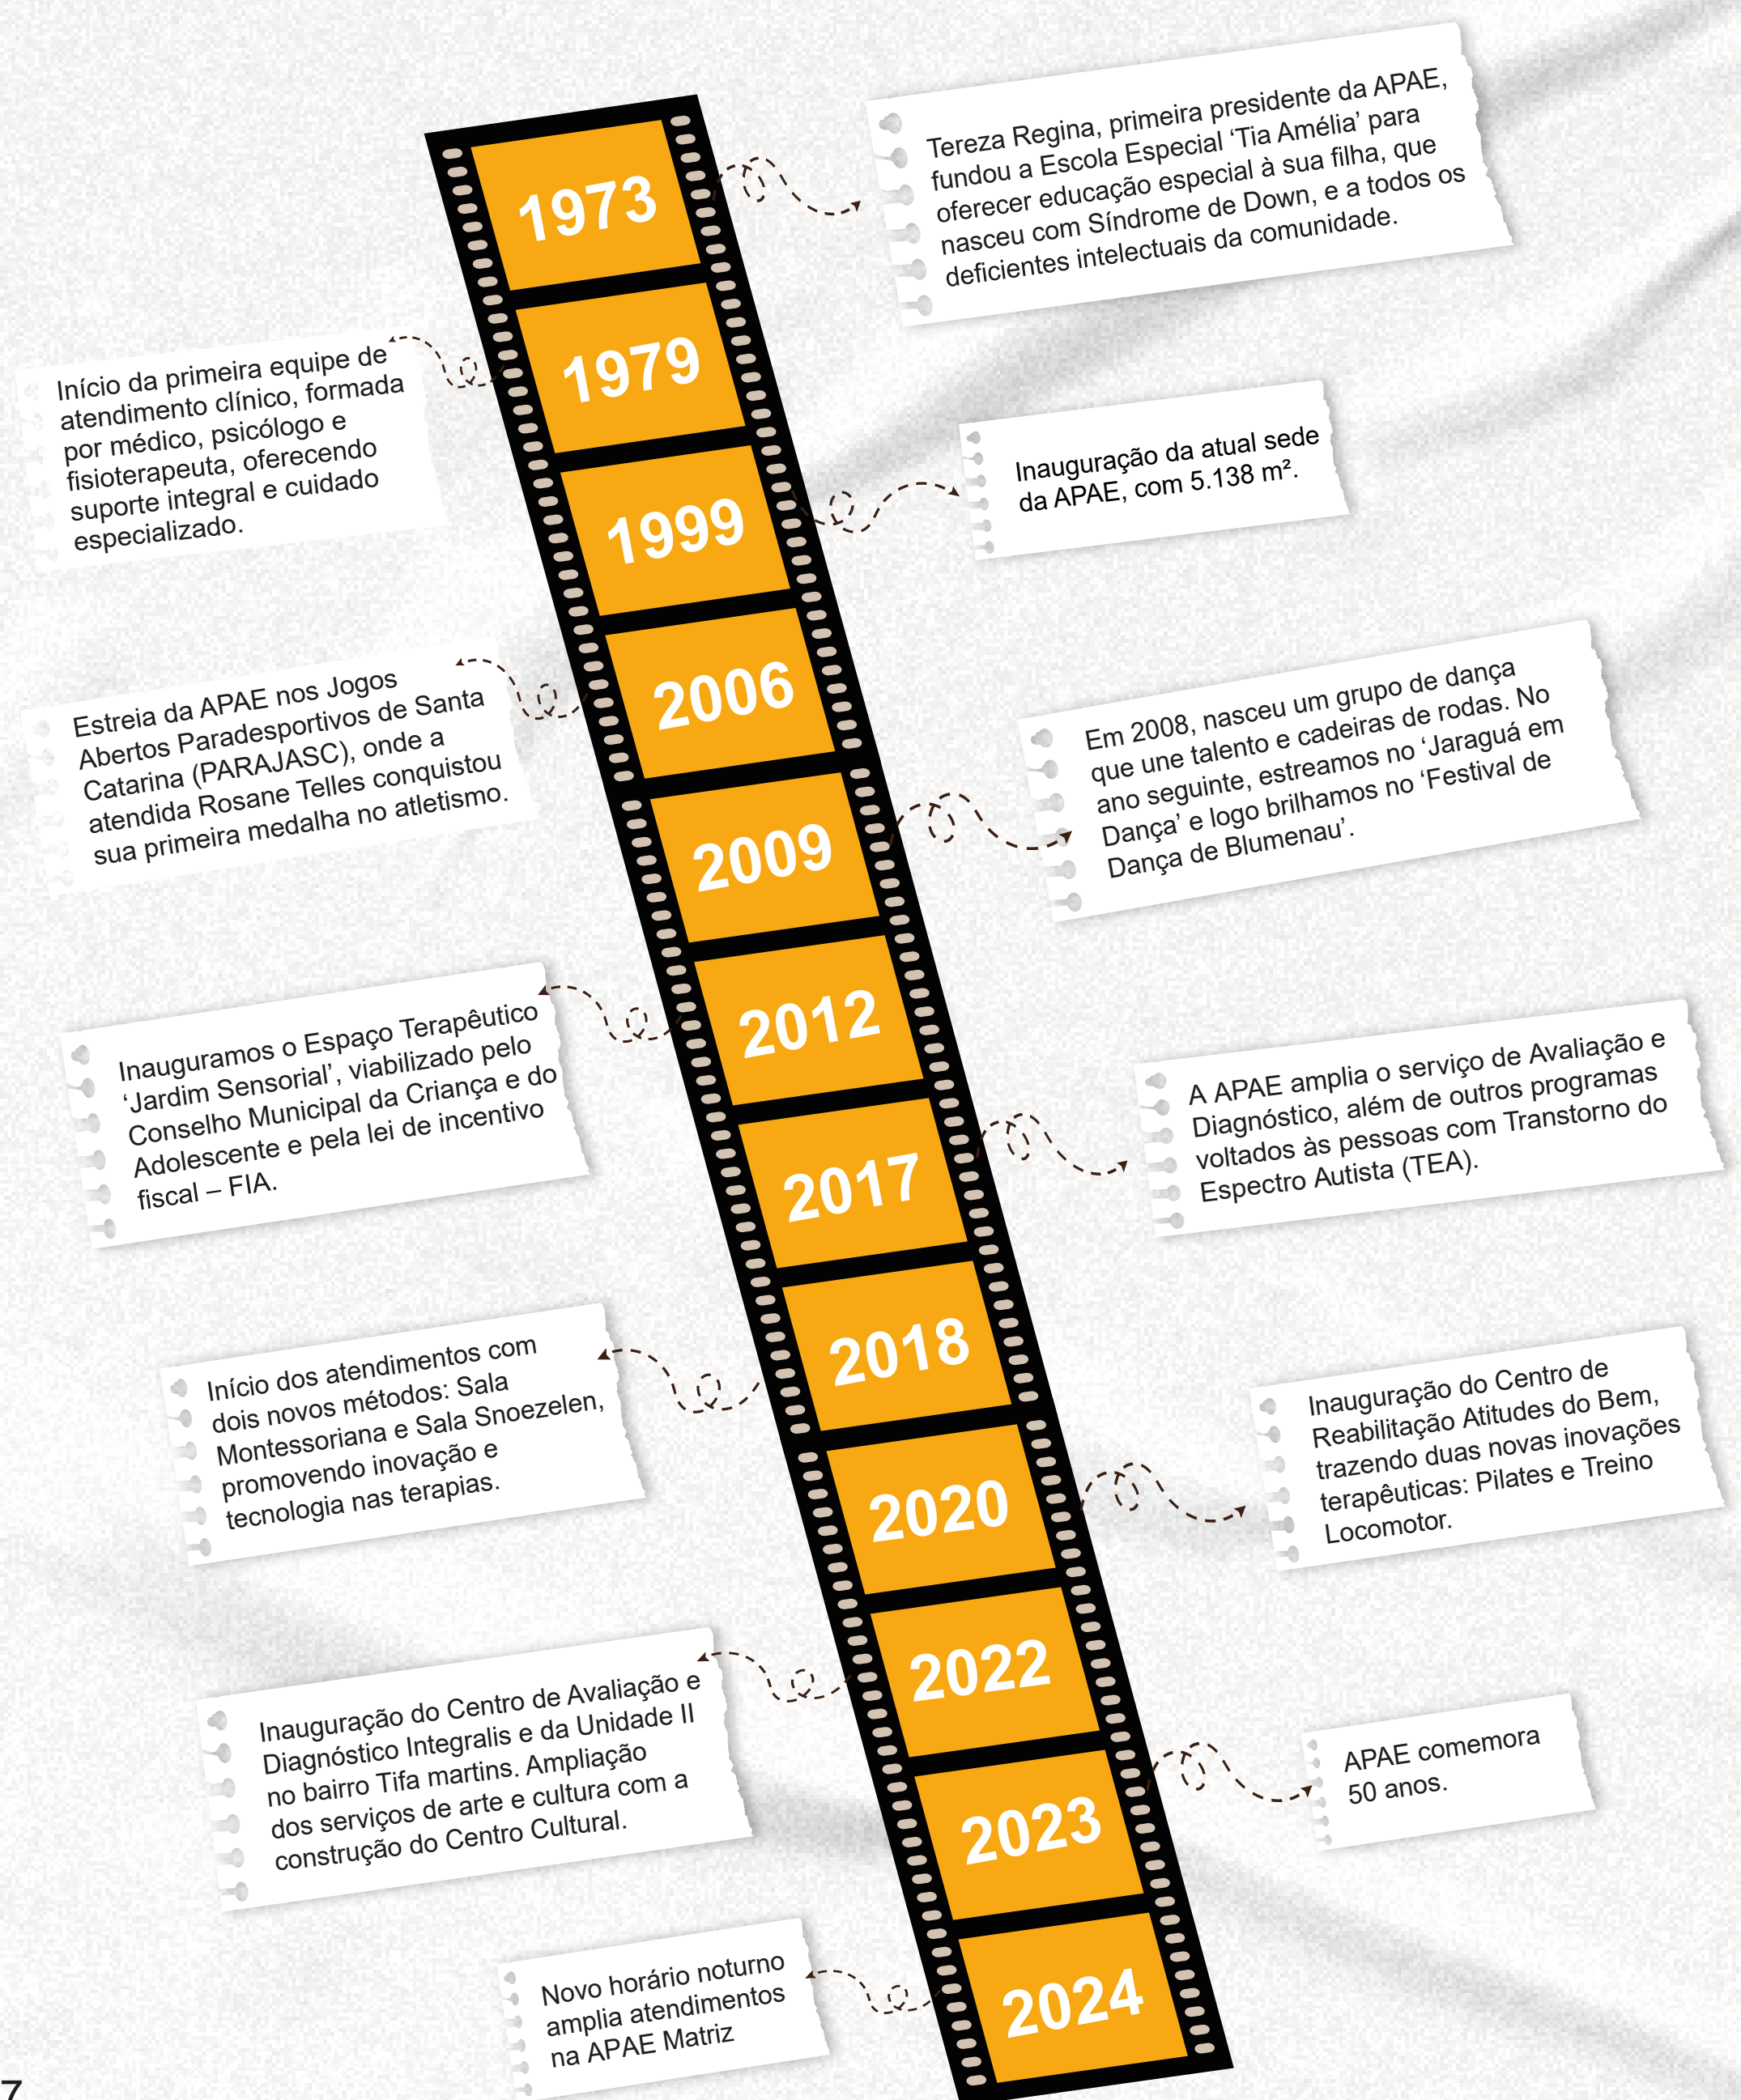 1973
Tereza Regina, primeira presidente da APAE,
fundou a Escola Especial ‘Tia Amélia’ para
oferecer educação especial à sua filha, que
nasceu com Síndrome de Down, e a todos os
deficientes intelectuais da comunidade.
1979
Início da primeira equipe de
atendimento clínico, formada
por médico, psicólogo e
fisioterapeuta, oferecendo
suporte integral e cuidado
especializado.
1999
Inauguração da atual sede
da APAE, com 5.138 m².
2006
Estreia da APAE nos Jogos
Abertos Paradesportivos de Santa
Catarina (PARAJASC), onde a
atendida Rosane Telles conquistou
sua primeira medalha no atletismo.
2009
Em 2008, nasceu um grupo de dança
que une talento e cadeiras de rodas. No
ano seguinte, estreamos no ‘Jaraguá em
Dança’ e logo brilhamos no ‘Festival de
Dança de Blumenau’.
2012
Inauguramos o Espaço Terapêutico
‘Jardim Sensorial’, viabilizado pelo
Conselho Municipal da Criança e do
Adolescente e pela lei de incentivo
fiscal – FIA.
2017
A APAE amplia o serviço de Avaliação e
Diagnóstico, além de outros programas
voltados às pessoas com Transtorno do
Espectro Autista (TEA).
2018
Início dos atendimentos com
dois novos métodos: Sala
Montessoriana e Sala Snoezelen,
promovendo inovação e
tecnologia nas terapias.
2020
Inauguração do Centro de
Reabilitação Atitudes do Bem,
trazendo duas novas inovações
terapêuticas: Pilates e Treino
Locomotor.
2022
Inauguração do Centro de Avaliação e
Diagnóstico Integralis e da Unidade II
no bairro Tifa martins. Ampliação
dos serviços de arte e cultura com a
construção do Centro Cultural.
2023
APAE comemora
50 anos.
2024
Novo horário noturno
amplia atendimentos
na APAE Matriz
7